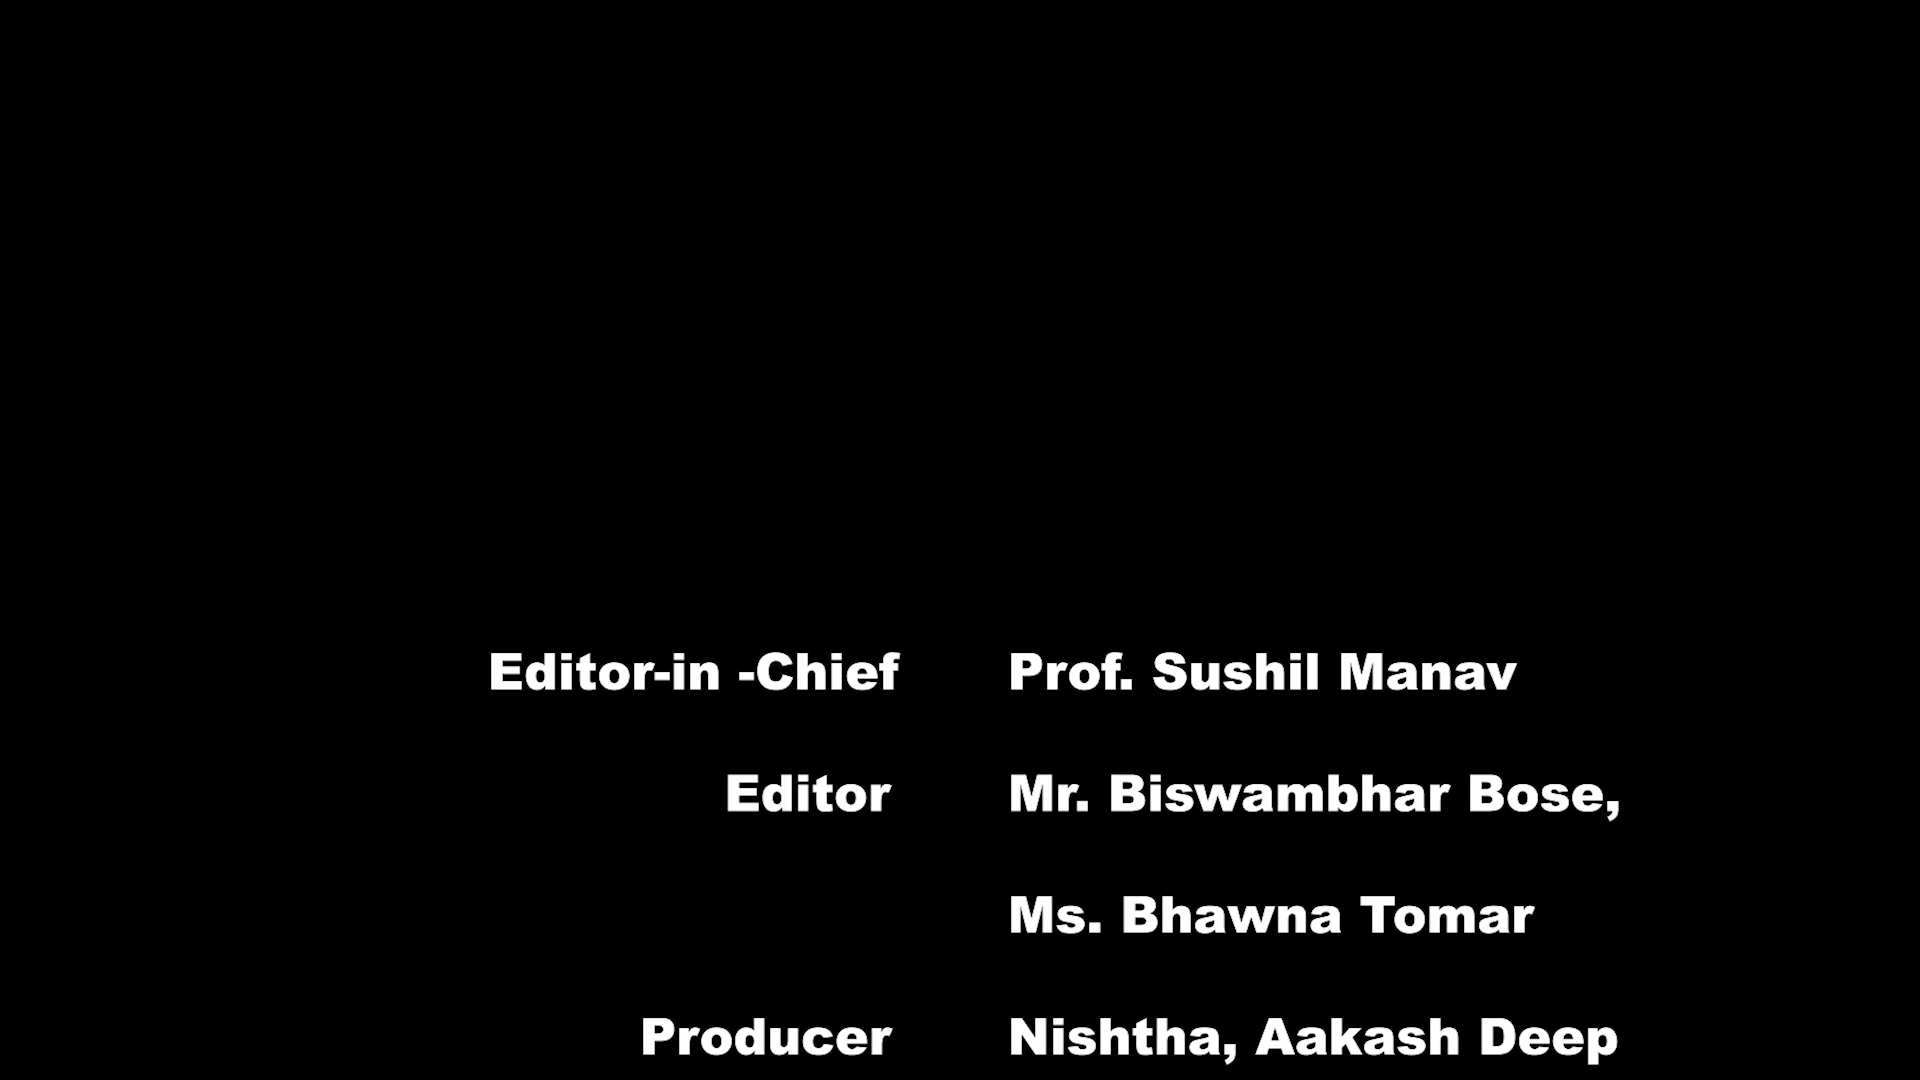 Editor-in -Chief Prof. Sushil Manav
Editor Mr. Biswambhar Bose,
Ms. Bhawna Tomar
Producer Nishtha, Aakash Deep